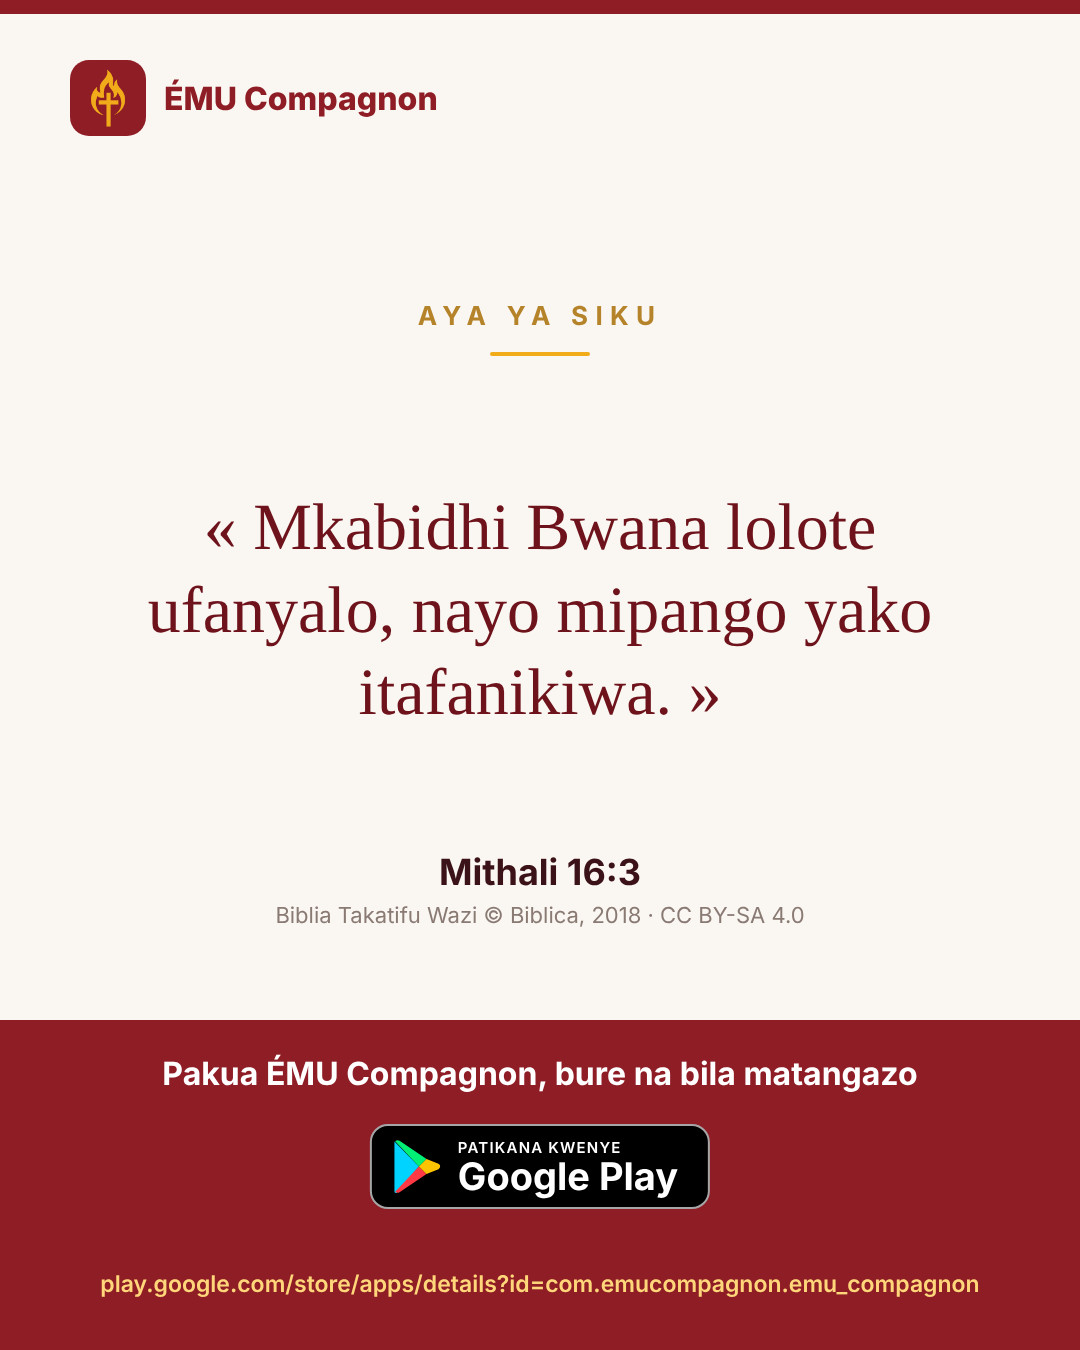 ÉMU Compagnon
AYA YA SIKU
« Mkabidhi Bwana lolote
ufanyalo, nayo mipango yako
itafanikiwa. »
Mithali 16:3
Biblia Takatifu Wazi © Biblica, 2018 · CC BY-SA 4.0
Pakua ÉMU Compagnon, bure na bila matangazo
PATIKANA KWENYE
Google Play
play.google.com/store/apps/details?id=com.emucompagnon.emu_compagnon